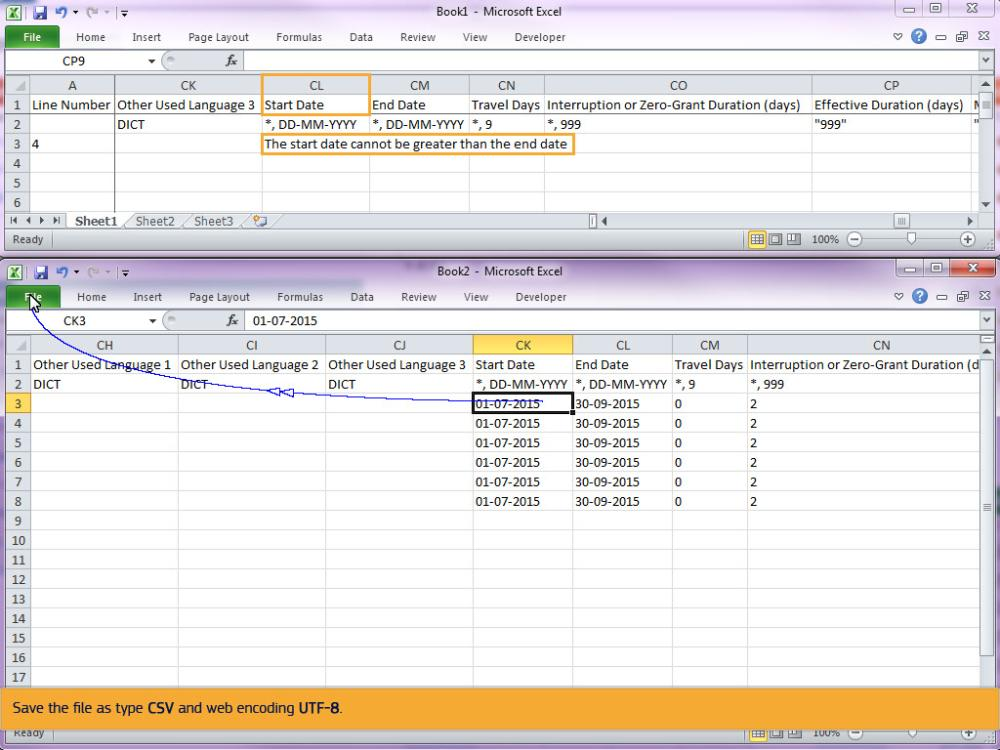 Book1 - Microsoft Excel
File Home Insert Page Layout Formulas Data Review View Developer
CP9 fx
A CK CL CM CN CO CP
1 Line Number Other Used Language 3 Start Date End Date Travel Days Interruption or Zero-Grant Duration (days) Effective Duration (days)
2 DICT *, DD-MM-YYYY *, DD-MM-YYYY *, 9 *, 999 "999" "
3 4 The start date cannot be greater than the end date
4
5
6
Sheet1 Sheet2 Sheet3
Ready 100%
Book2 - Microsoft Excel
File Home Insert Page Layout Formulas Data Review View Developer
CK3 fx 01-07-2015
CH CI CJ CK CL CM CN
1 Other Used Language 1 Other Used Language 2 Other Used Language 3 Start Date End Date Travel Days Interruption or Zero-Grant Duration (d
2 DICT DICT DICT *, DD-MM-YYYY *, DD-MM-YYYY *, 9 *, 999
3 01-07-2015 30-09-2015 0 2
4 01-07-2015 30-09-2015 0 2
5 01-07-2015 30-09-2015 0 2
6 01-07-2015 30-09-2015 0 2
7 01-07-2015 30-09-2015 0 2
8 01-07-2015 30-09-2015 0 2
9
10
11
12
13
14
15
16
17
Save the file as type CSV and web encoding UTF-8.
Ready 100%